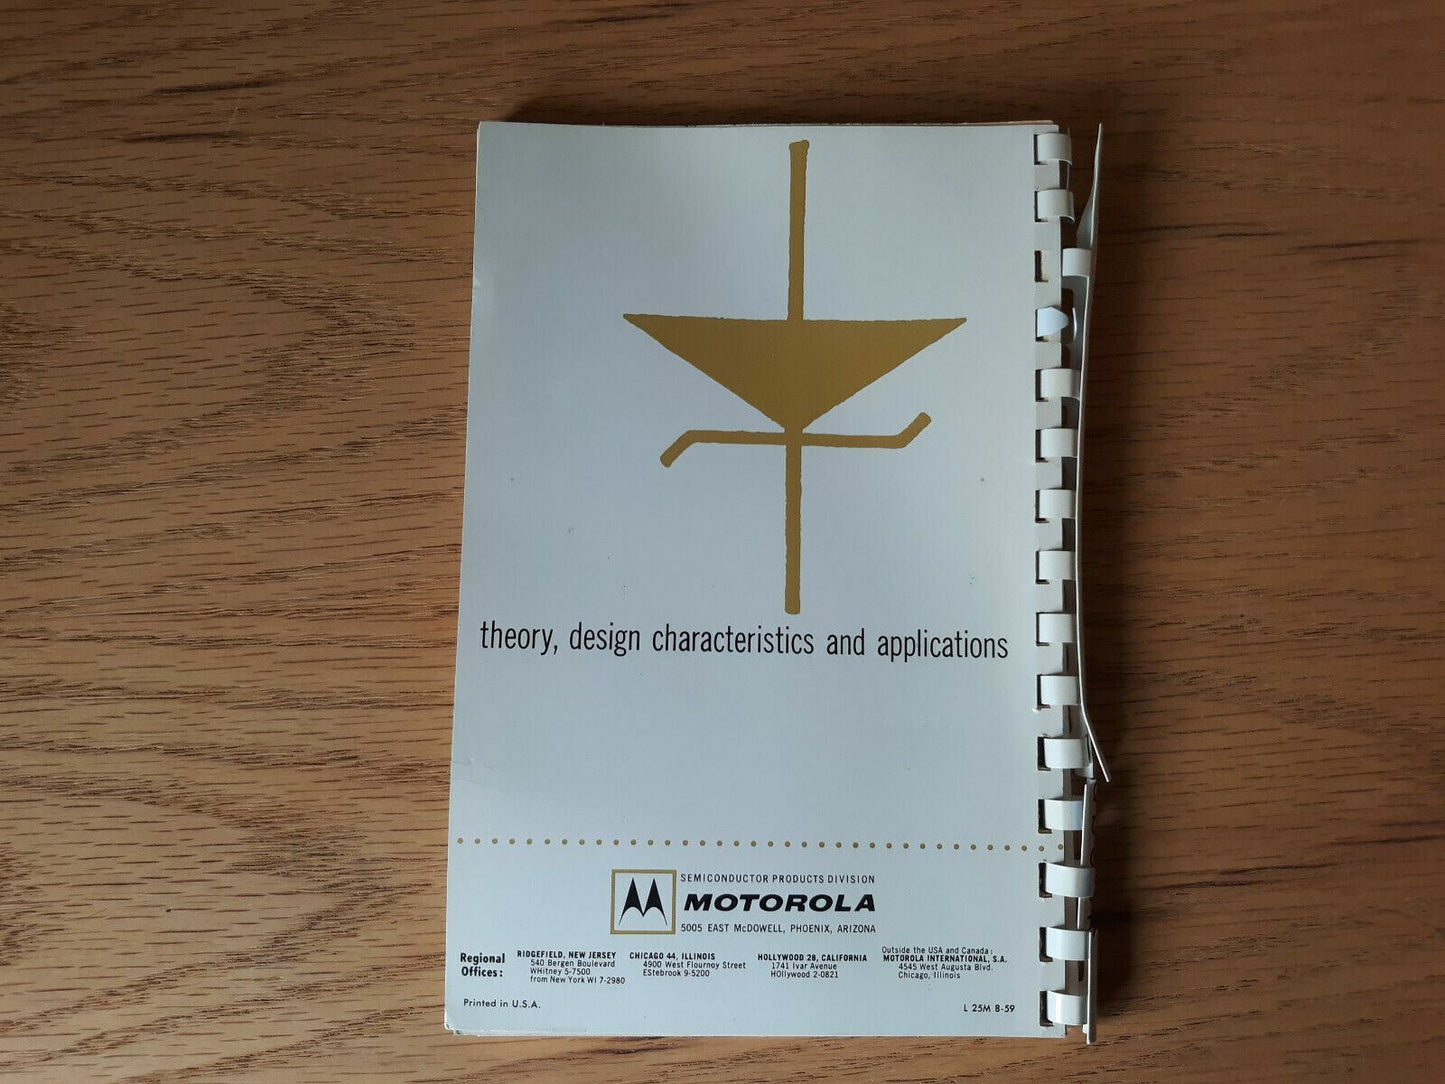 theory, design characteristics and applications
SEMICONDUCTOR PRODUCTS DIVISION
MOTOROLA
5005 EAST McDOWELL, PHOENIX, ARIZONA
Regional
Offices:
RIDGEFIELD, NEW JERSEY
540 Bergen Boulevard
WHitney 5-7500
from New York WI 7-2980
CHICAGO 44, ILLINOIS
4900 West Flournoy Street
EStebrook 9-5200
HOLLYWOOD 28, CALIFORNIA
1741 Ivar Avenue
HOllywood 2-0821
Outside the USA and Canada:
MOTOROLA INTERNATIONAL, S.A.
4545 West Augusta Blvd.
Chicago, Illinois
Printed in U.S.A.
L 25M 8-59